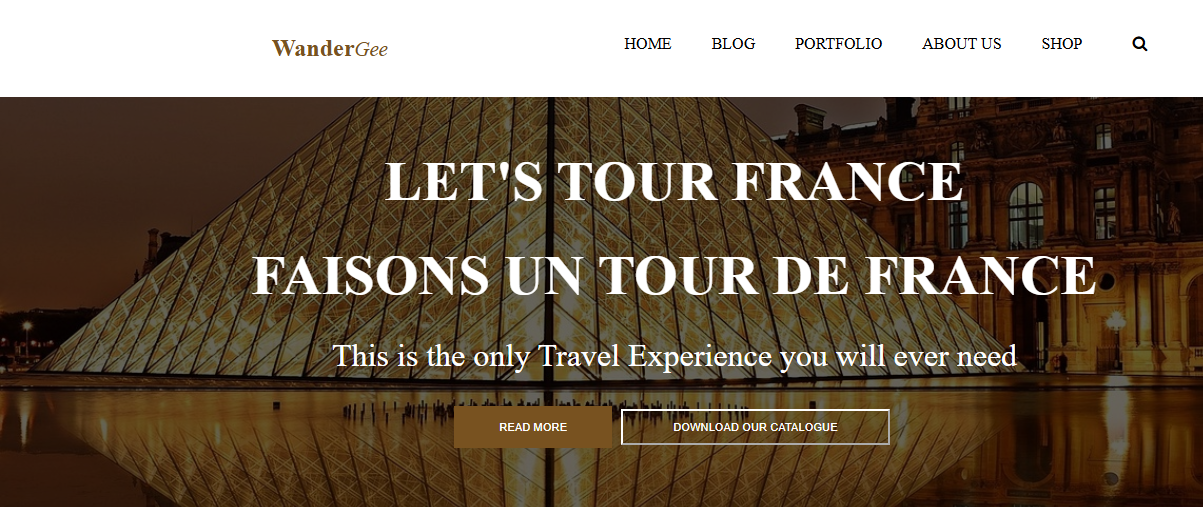 WanderGee
HOME BLOG PORTFOLIO ABOUT US SHOP
LET'S TOUR FRANCE
FAISONS UN TOUR DE FRANCE
This is the only Travel Experience you will ever need
READ MORE DOWNLOAD OUR CATALOGUE